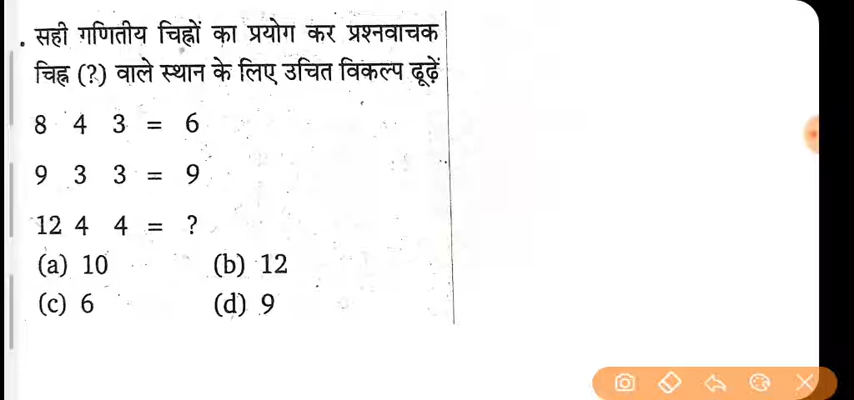 . सही गणितीय चिह्नों का प्रयोग कर प्रश्नवाचक
चिह्न (?) वाले स्थान के लिए उचित विकल्प ढूढ़ें
8 4 3 = 6
9 3 3 = 9
12 4 4 = ?
(a) 10 (b) 12
(c) 6 (d) 9